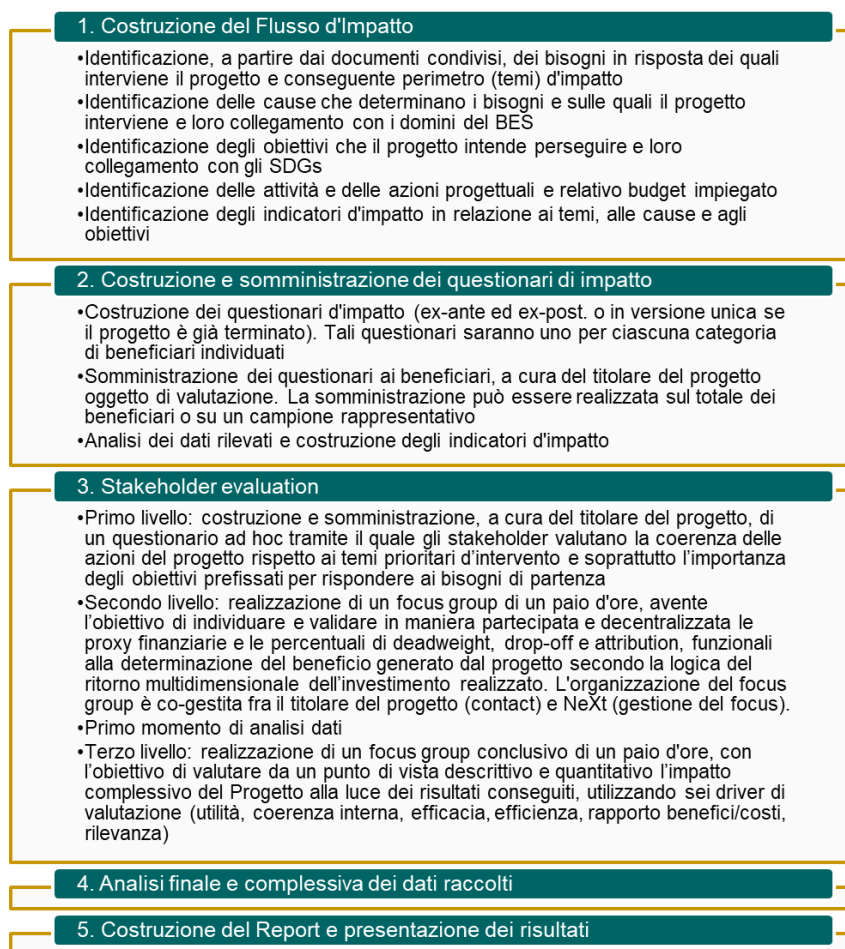 1. Costruzione del Flusso d'Impatto
•Identificazione, a partire dai documenti condivisi, dei bisogni in risposta dei quali
interviene il progetto e conseguente perimetro (temi) d'impatto
•Identificazione delle cause che determinano i bisogni e sulle quali il progetto
interviene e loro collegamento con i domini del BES
•Identificazione degli obiettivi che il progetto intende perseguire e loro
collegamento con gli SDGs
•Identificazione delle attività e delle azioni progettuali e relativo budget impiegato
•Identificazione degli indicatori d'impatto in relazione ai temi, alle cause e agli
obiettivi
2. Costruzione e somministrazione dei questionari di impatto
•Costruzione dei questionari d'impatto (ex-ante ed ex-post. o in versione unica se
il progetto è già terminato). Tali questionari saranno uno per ciascuna categoria
di beneficiari individuati
•Somministrazione dei questionari ai beneficiari, a cura del titolare del progetto
oggetto di valutazione. La somministrazione può essere realizzata sul totale dei
beneficiari o su un campione rappresentativo
•Analisi dei dati rilevati e costruzione degli indicatori d'impatto
3. Stakeholder evaluation
•Primo livello: costruzione e somministrazione, a cura del titolare del progetto, di
un questionario ad hoc tramite il quale gli stakeholder valutano la coerenza delle
azioni del progetto rispetto ai temi prioritari d’intervento e soprattutto l’importanza
degli obiettivi prefissati per rispondere ai bisogni di partenza
•Secondo livello: realizzazione di un focus group di un paio d'ore, avente
l’obiettivo di individuare e validare in maniera partecipata e decentralizzata le
proxy finanziarie e le percentuali di deadweight, drop-off e attribution, funzionali
alla determinazione del beneficio generato dal progetto secondo la logica del
ritorno multidimensionale dell’investimento realizzato. L'organizzazione del focus
group è co-gestita fra il titolare del progetto (contact) e NeXt (gestione del focus).
•Primo momento di analisi dati
•Terzo livello: realizzazione di un focus group conclusivo di un paio d'ore, con
l’obiettivo di valutare da un punto di vista descrittivo e quantitativo l’impatto
complessivo del Progetto alla luce dei risultati conseguiti, utilizzando sei driver di
valutazione (utilità, coerenza interna, efficacia, efficienza, rapporto benefici/costi,
rilevanza)
4. Analisi finale e complessiva dei dati raccolti
5. Costruzione del Report e presentazione dei risultati